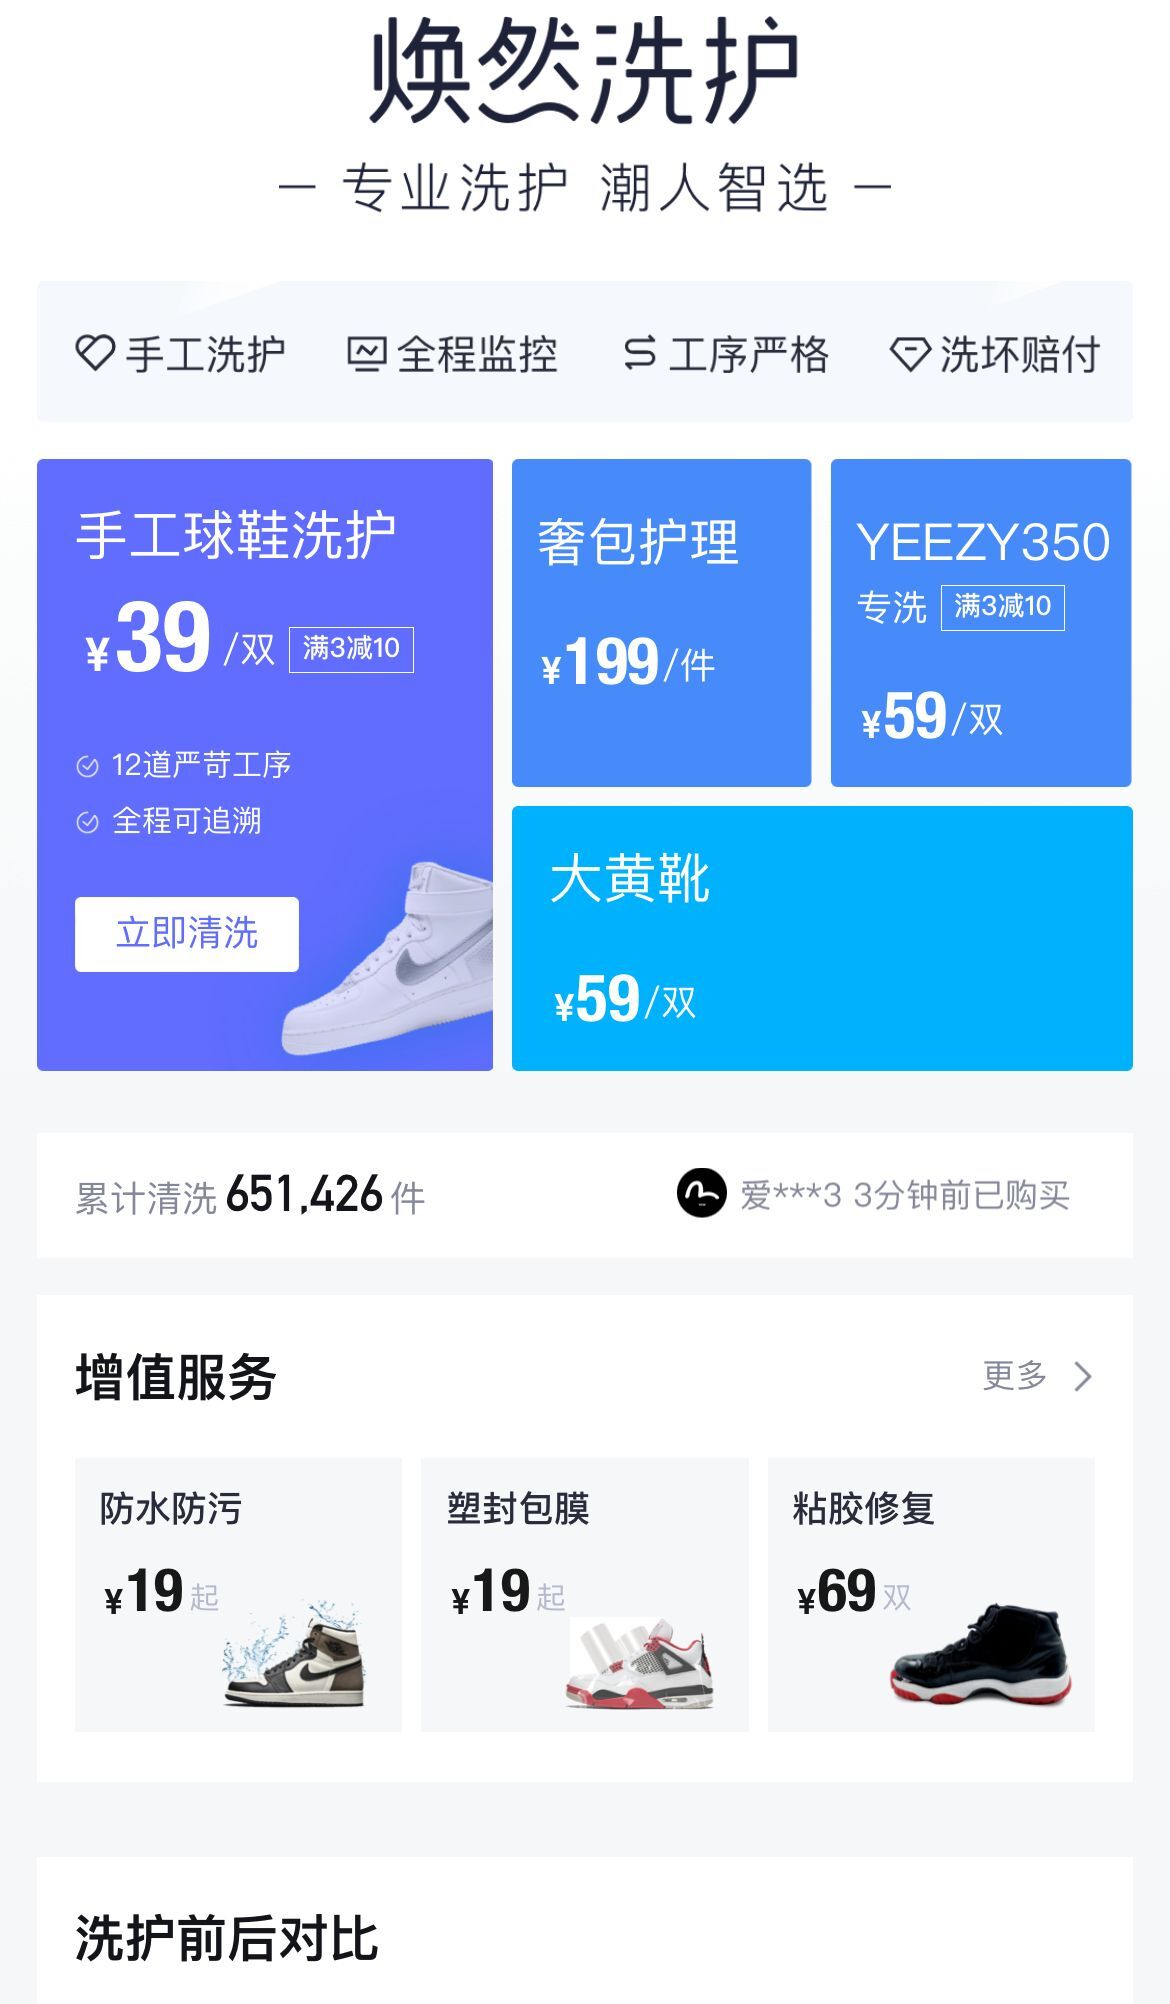 焕然洗护
— 专业洗护 潮人智选 —
手工洗护 全程监控 工序严格 洗坏赔付
手工球鞋洗护
¥39/双 满3减10
12道严苛工序
全程可追溯
立即清洗
奢包护理
¥199/件
YEEZY350
专洗 满3减10
¥59/双
大黄靴
¥59/双
累计清洗 651,426 件
爱***3 3分钟前已购买
增值服务
更多
防水防污
¥19起
塑封包膜
¥19起
粘胶修复
¥69双
洗护前后对比